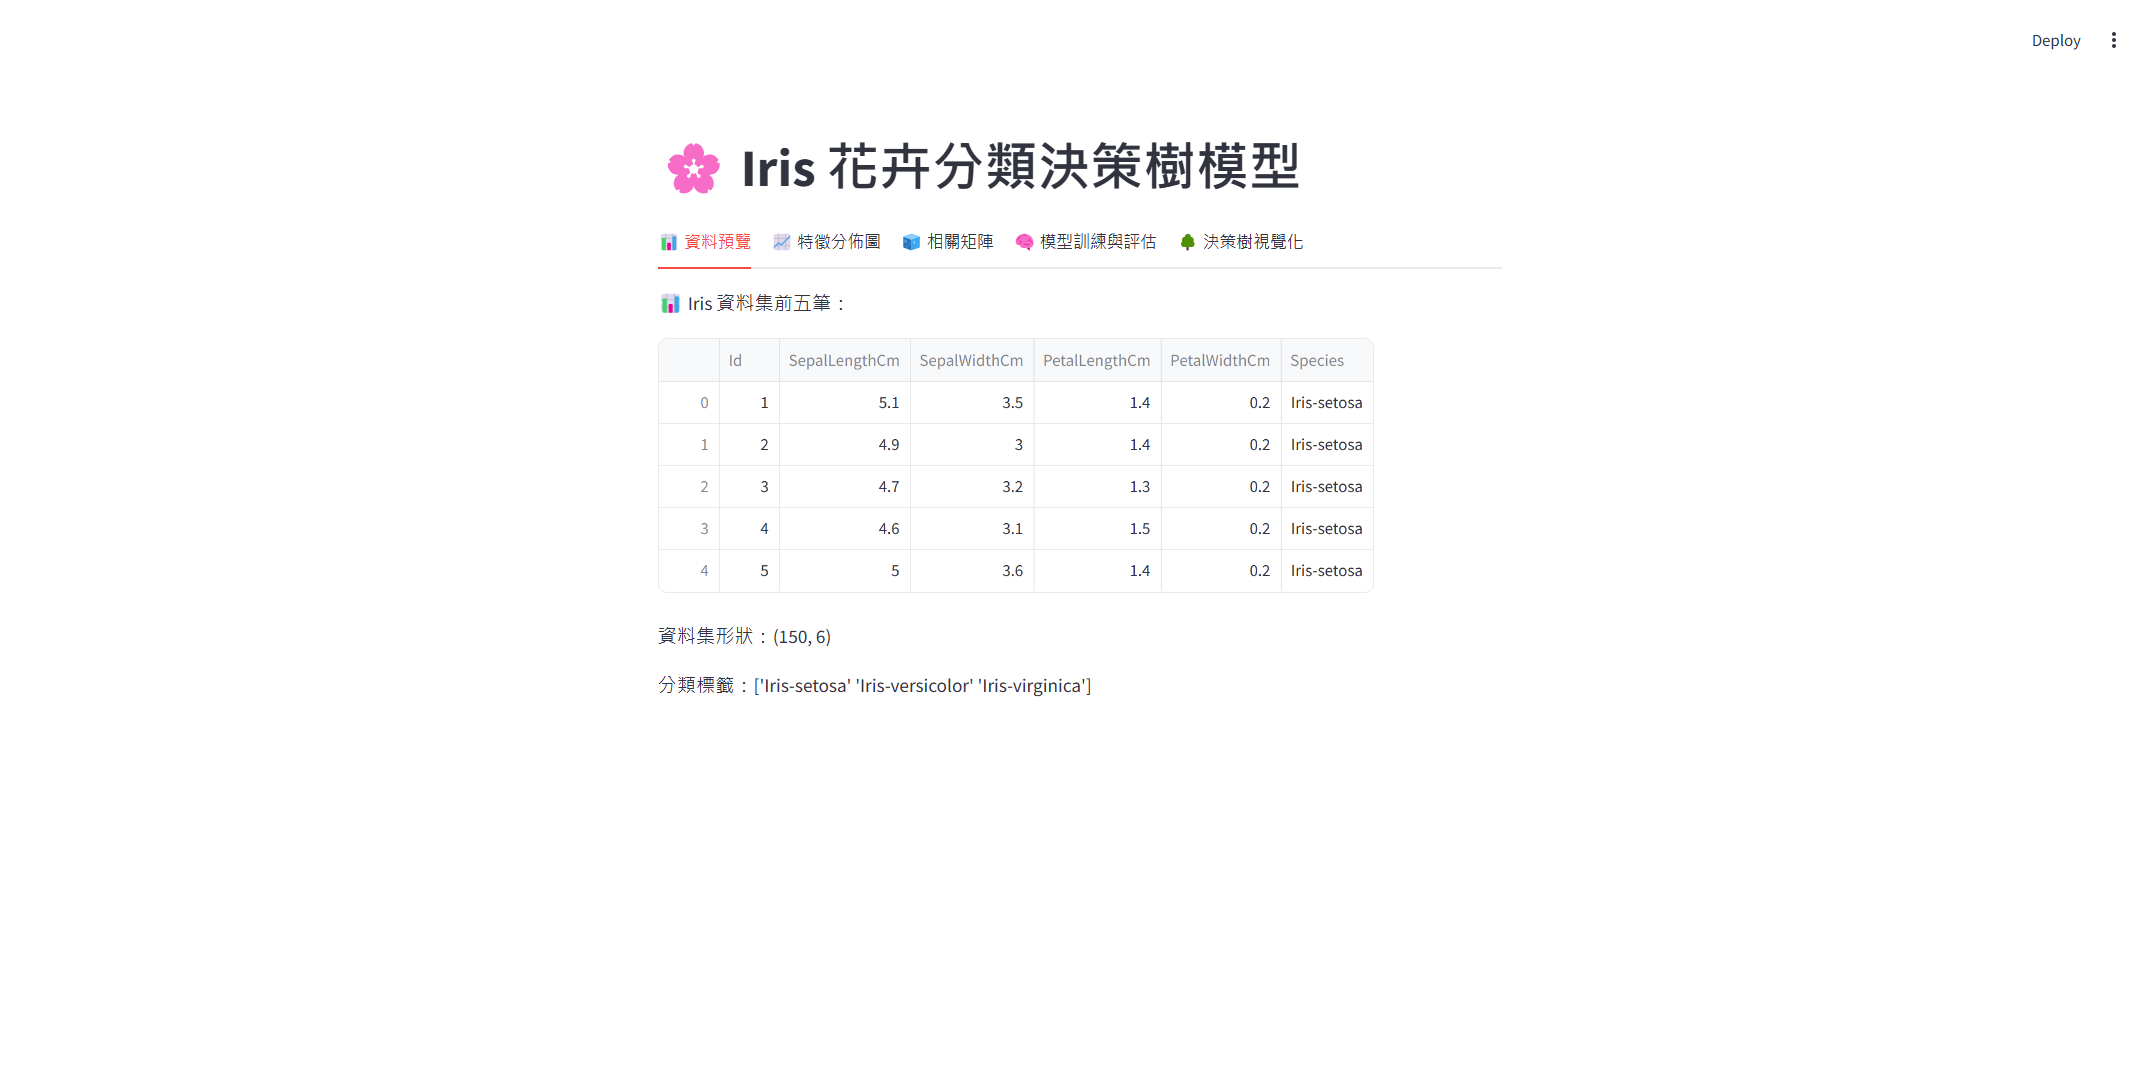 Deploy
🌸 Iris 花卉分類決策樹模型
📊 資料預覽 📈 特徵分佈圖 🧊 相關矩陣 🧠 模型訓練與評估 🌳 決策樹視覺化
📊 Iris 資料集前五筆：
Id SepalLengthCm SepalWidthCm PetalLengthCm PetalWidthCm Species
0 1 5.1 3.5 1.4 0.2 Iris-setosa
1 2 4.9 3 1.4 0.2 Iris-setosa
2 3 4.7 3.2 1.3 0.2 Iris-setosa
3 4 4.6 3.1 1.5 0.2 Iris-setosa
4 5 5 3.6 1.4 0.2 Iris-setosa
資料集形狀：(150, 6)
分類標籤：['Iris-setosa' 'Iris-versicolor' 'Iris-virginica']